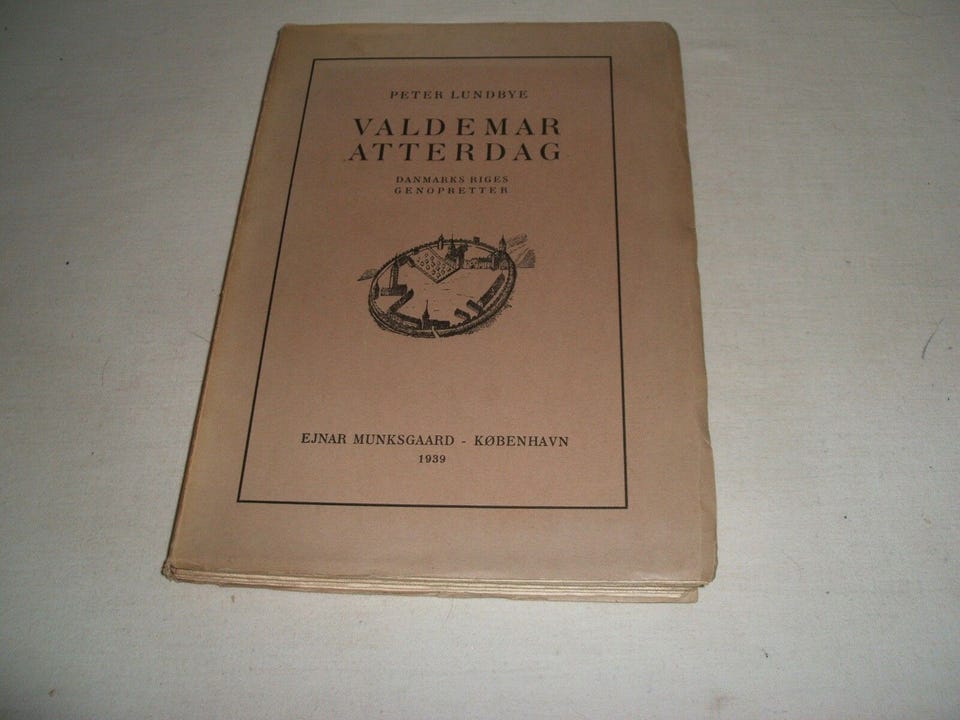 PETER LUNDBYE
VALDEMAR
ATTERDAG
DANMARKS RIGES
GENOPRETTER
EJNAR MUNKSGAARD - KØBENHAVN
1939